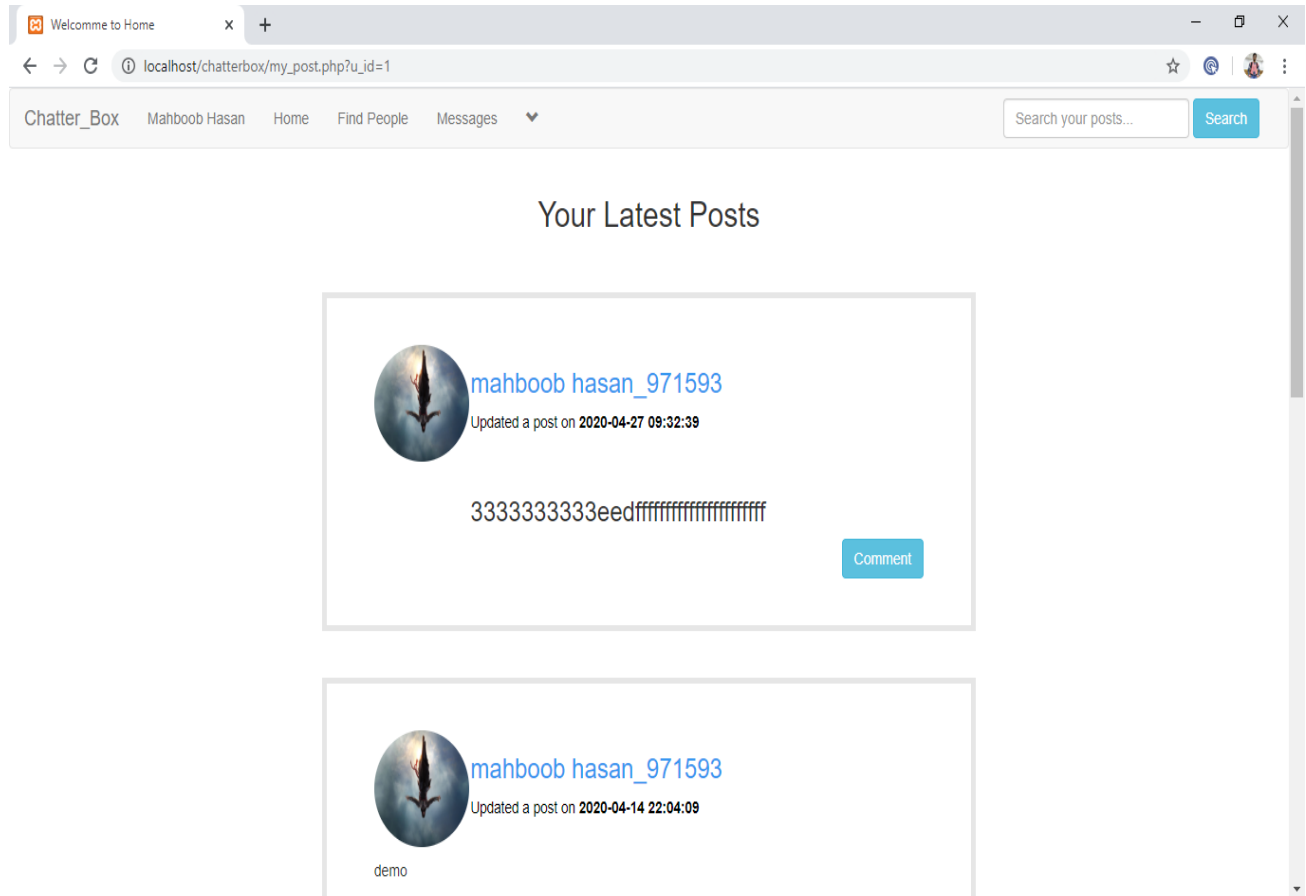 Welcomme to Home
localhost/chatterbox/my_post.php?u_id=1
Chatter_Box Mahboob Hasan Home Find People Messages Search your posts... Search
Your Latest Posts
mahboob hasan_971593
Updated a post on 2020-04-27 09:32:39
3333333333eedffffffffffffffffffffff
Comment
mahboob hasan_971593
Updated a post on 2020-04-14 22:04:09
demo